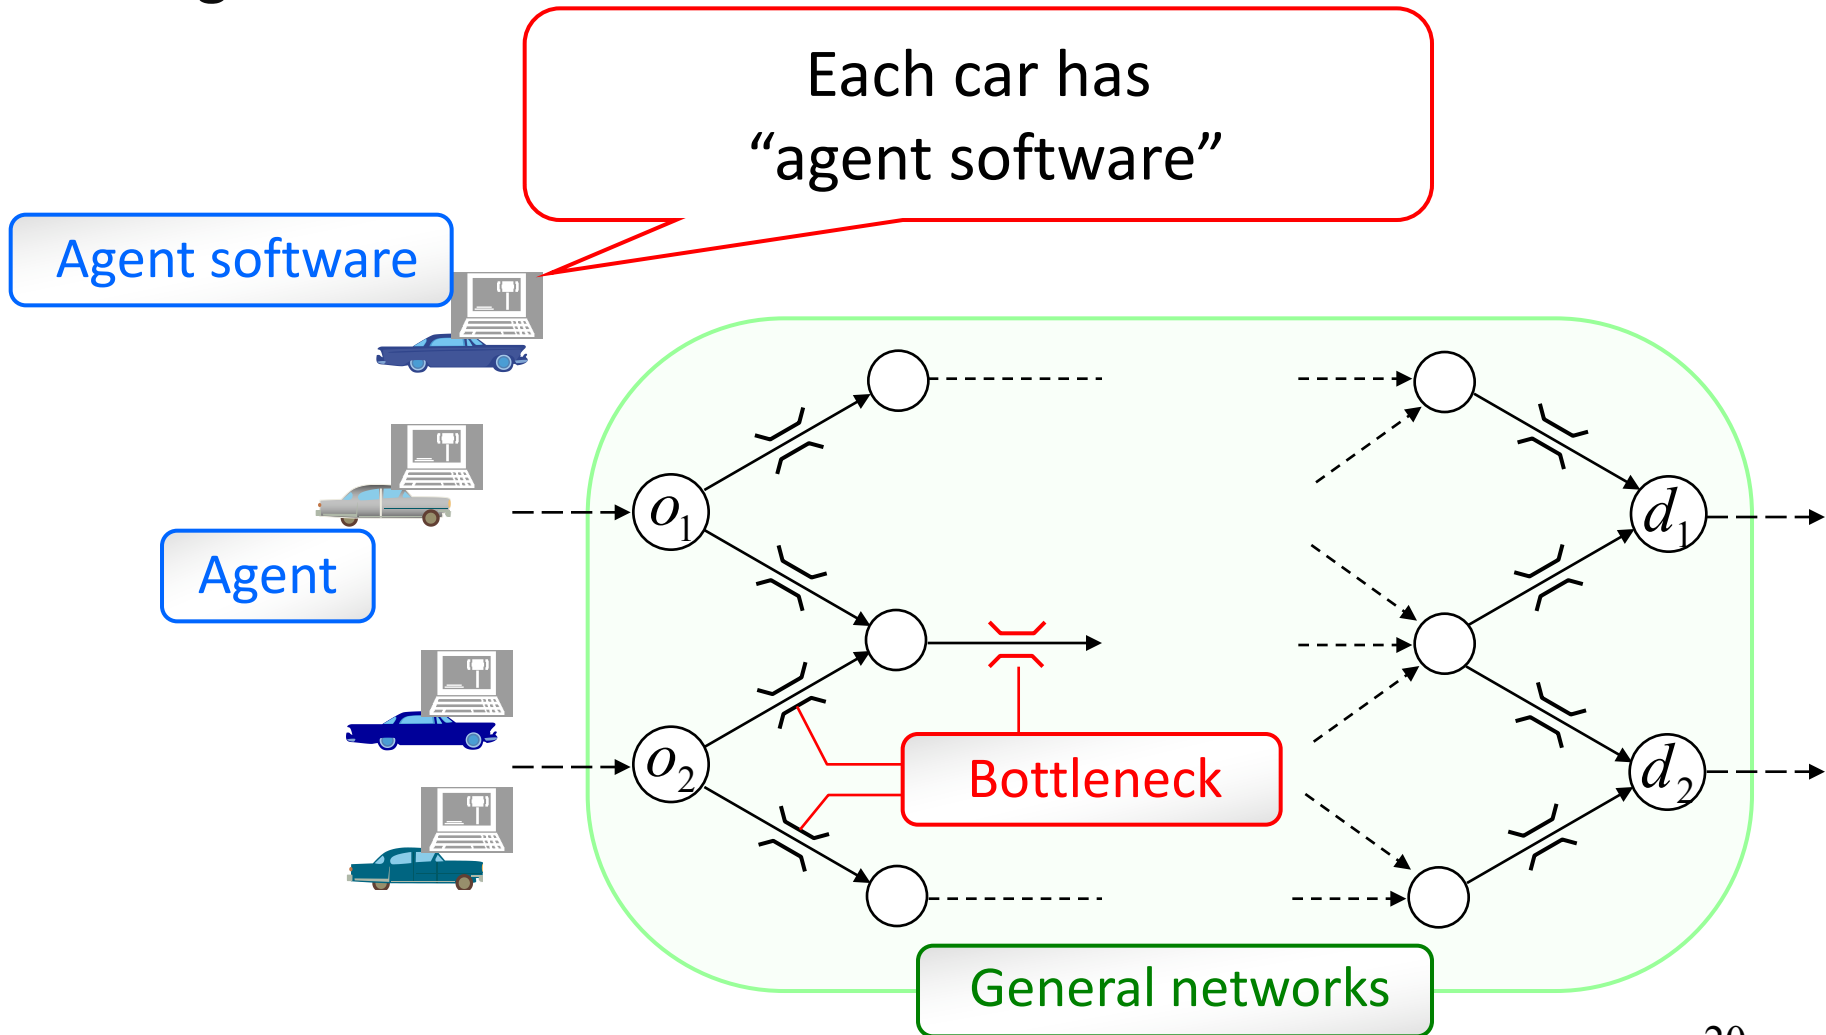 Each car has
“agent software”
Agent software
Agent
o1
d1
o2
d2
Bottleneck
General networks